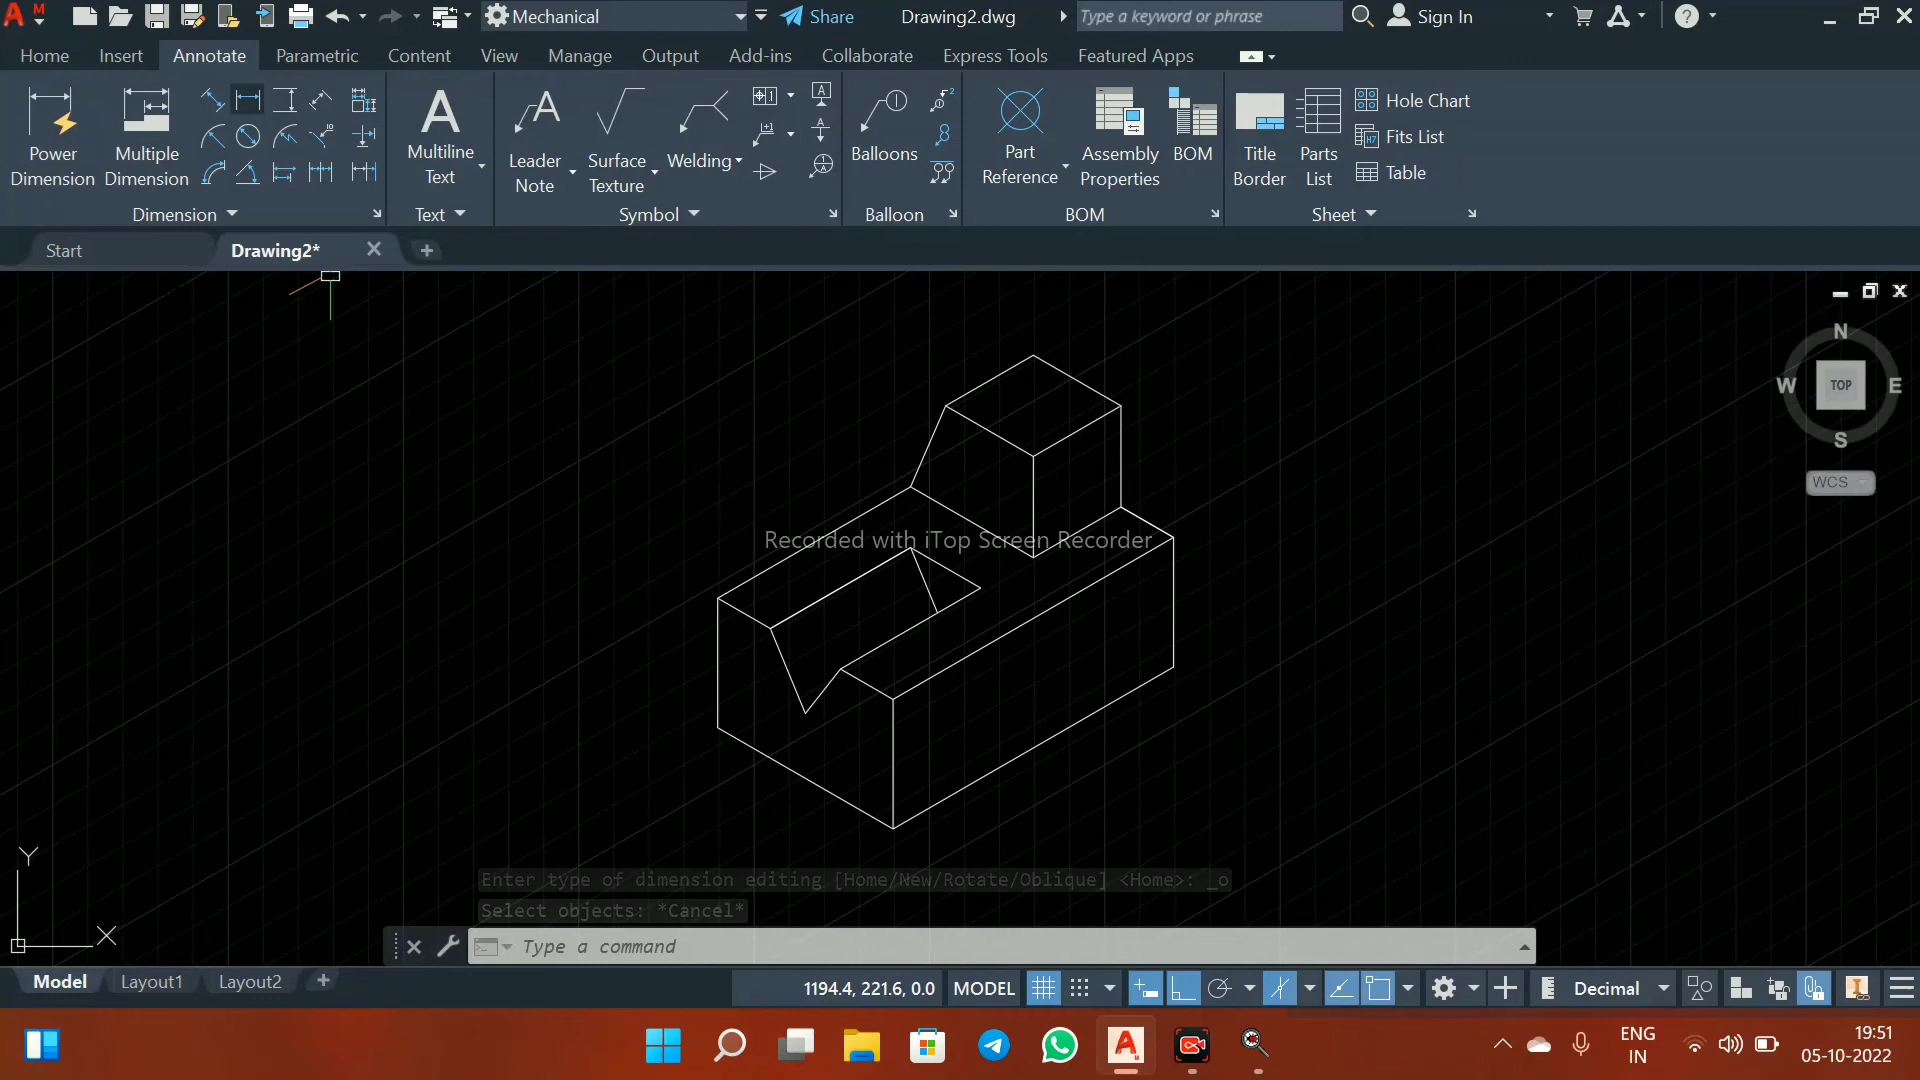 Mechanical
Share
Drawing2.dwg
Type a keyword or phrase
Sign In
Home
Insert
Annotate
Parametric
Content
View
Manage
Output
Add-ins
Collaborate
Express Tools
Featured Apps
Power
Dimension
Multiple
Dimension
Multiline
Text
Leader
Note
Surface
Texture
Welding
Balloons
Part
Reference
Assembly
Properties
BOM
Title
Border
Parts
List
Hole Chart
Fits List
Table
Dimension
Text
Symbol
Balloon
BOM
Sheet
Start
Drawing2*
N
W
TOP
E
S
WCS
Recorded with iTop Screen Recorder
Y
X
Enter type of dimension editing [Home/New/Rotate/Oblique] <Home>: _o
Select objects: *Cancel*
Type a command
Model
Layout1
Layout2
1194.4, 221.6, 0.0
MODEL
Decimal
ENG
IN
19:51
05-10-2022